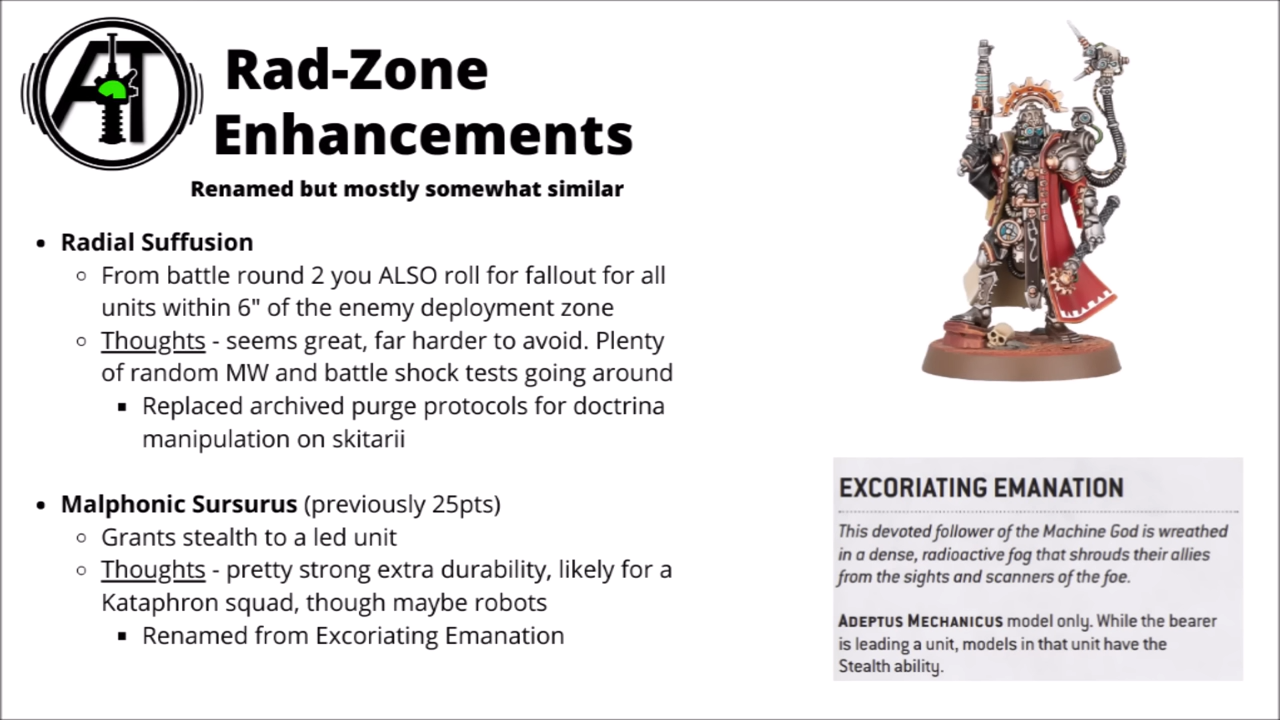 AT
Rad-Zone
Enhancements
Renamed but mostly somewhat similar
• Radial Suffusion
○ From battle round 2 you ALSO roll for fallout for all
units within 6" of the enemy deployment zone
○ Thoughts - seems great, far harder to avoid. Plenty
of random MW and battle shock tests going around
▪ Replaced archived purge protocols for doctrina
manipulation on skitarii
• Malphonic Sursurus (previously 25pts)
○ Grants stealth to a led unit
○ Thoughts - pretty strong extra durability, likely for a
Kataphron squad, though maybe robots
▪ Renamed from Excoriating Emanation
EXCORIATING EMANATION
This devoted follower of the Machine God is wreathed
in a dense, radioactive fog that shrouds their allies
from the sights and scanners of the foe.
ADEPTUS MECHANICUS model only. While the bearer
is leading a unit, models in that unit have the
Stealth ability.